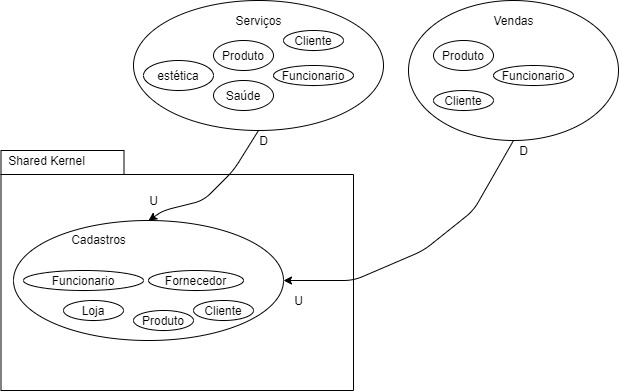 Serviços
Cliente
Produto
estética
Funcionario
Saúde
Vendas
Produto
Funcionario
Cliente
D
D
Shared Kernel
U
Cadastros
Funcionario
Fornecedor
Loja
Produto
Cliente
U